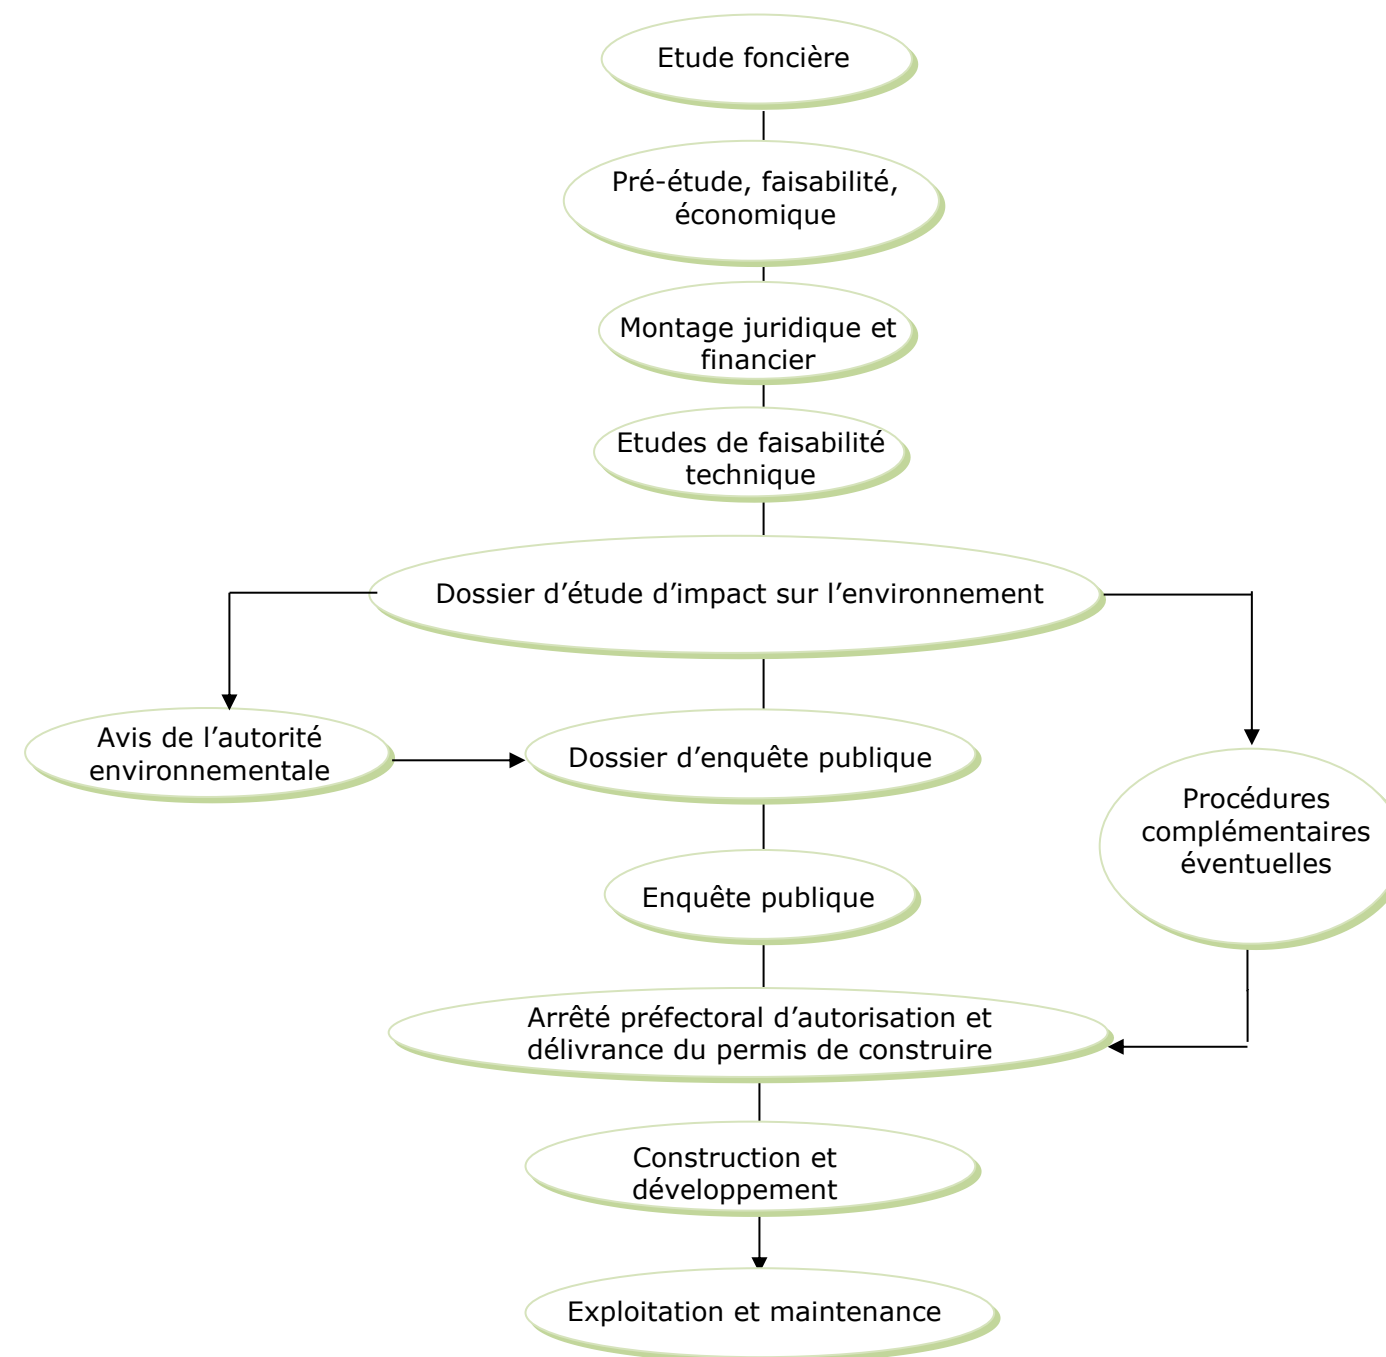 Etude foncière
Pré-étude, faisabilité,
économique
Montage juridique et
financier
Etudes de faisabilité
technique
Dossier d’étude d’impact sur l’environnement
Avis de l’autorité
environnementale
Dossier d’enquête publique
Procédures
complémentaires
éventuelles
Enquête publique
Arrêté préfectoral d’autorisation et
délivrance du permis de construire
Construction et
développement
Exploitation et maintenance